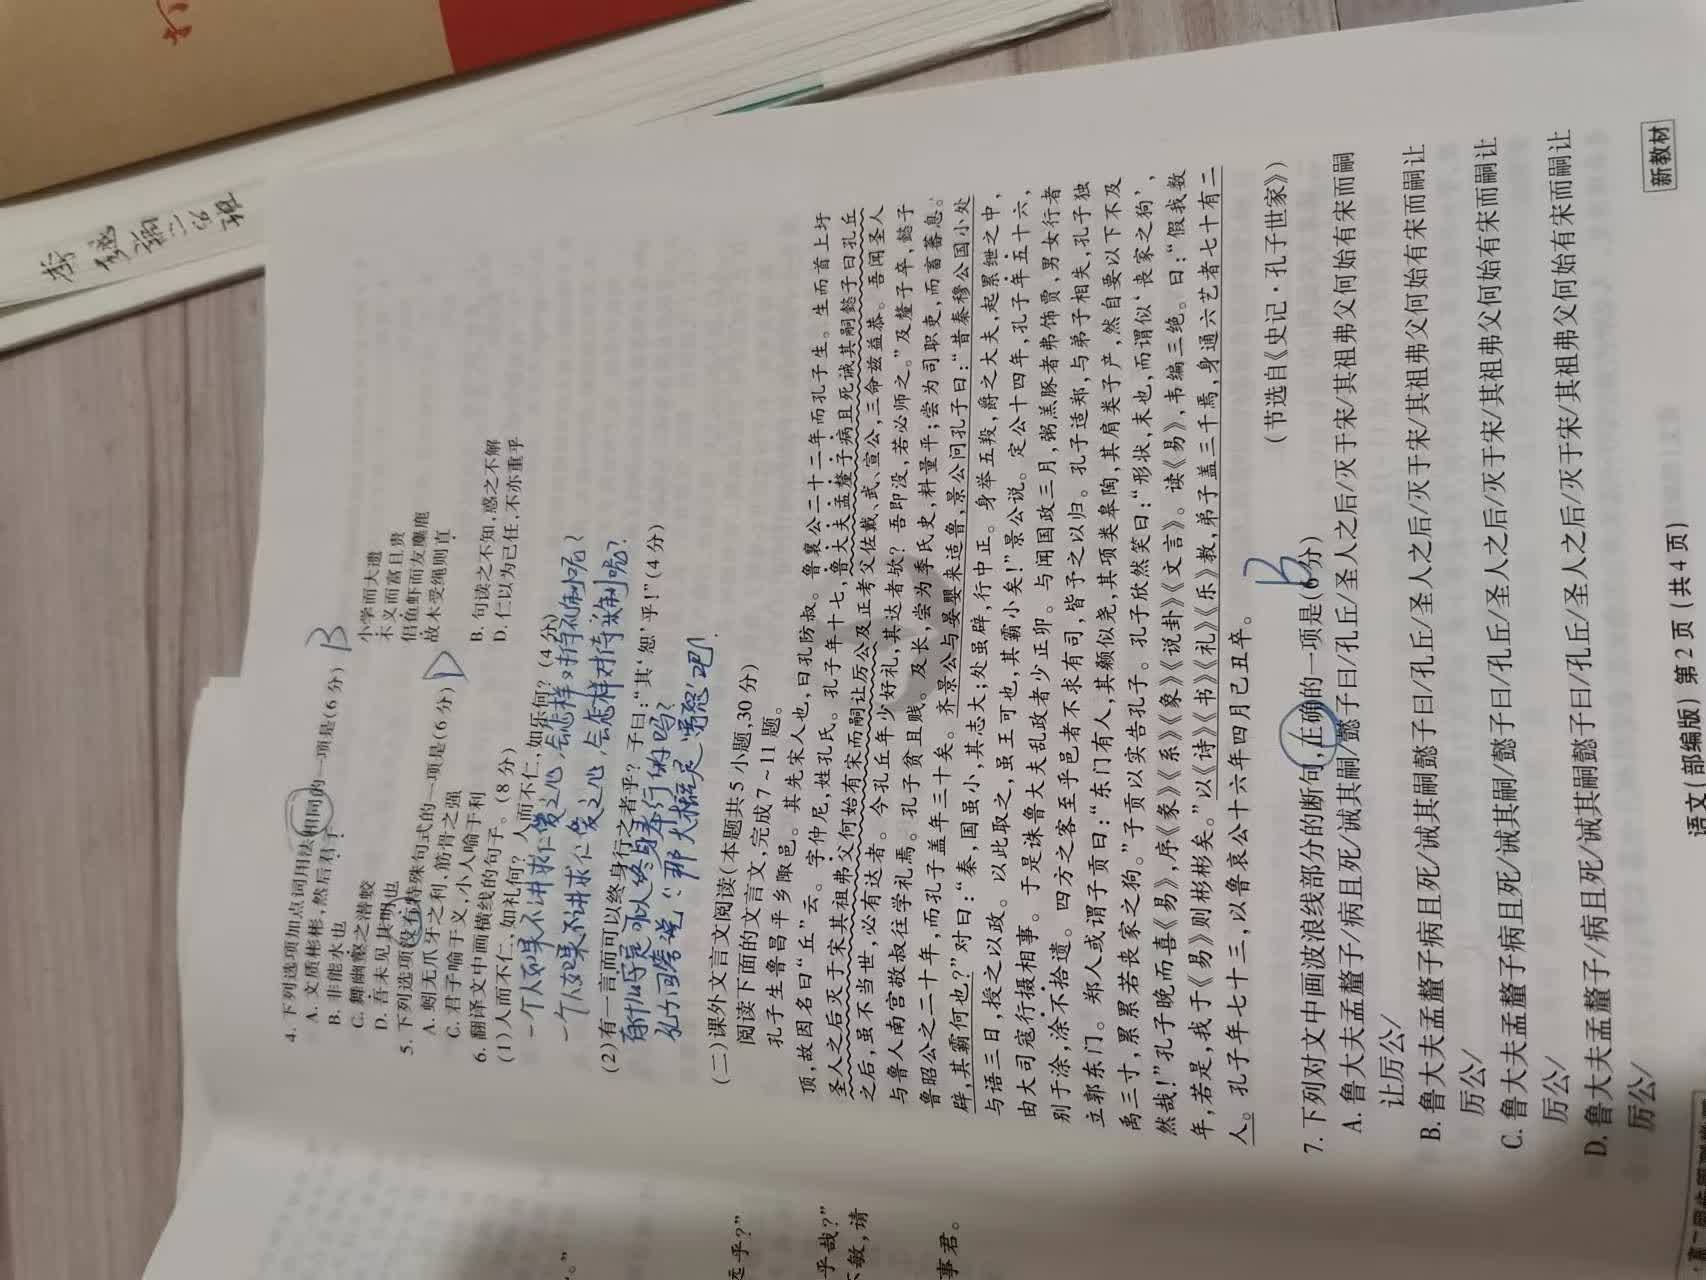 4. 下列选项加点词用法相同的一项是(6 分) B
A. 文质彬彬,然后君子 小学而大遗
B. 非能水也 不义而富且贵
C. 舞幽壑之潜蛟 侣鱼虾而友麋鹿
D. 吾未见其明也 故木受绳则直
5. 下列选项没有特殊句式的一项是(6 分) D
A. 蚓无爪牙之利,筋骨之强 B. 句读之不知,惑之不解
C. 君子喻于义,小人喻于利 D. 仁以为己任,不亦重乎
6. 翻译文中画横线的句子。(8 分)
(1)人而不仁,如礼何？人而不仁,如乐何？(4 分)
一个人如果不讲求仁爱之心,会怎样对待礼制呢?
一个人如果不讲求仁爱之心,会怎样对待乐制呢?
(2)有一言而可以终身行之者乎？子曰:“其‘恕’乎!”(4 分)
有什么好是可以终身奉行的吗?
孔子回答说:“那大概是‘宽恕’吧!
(二)课外文言文阅读(本题共 5 小题,30 分)
阅读下面的文言文,完成 7～11 题。
孔子生鲁昌平乡陬邑。其先宋人也,曰孔防叔。鲁襄公二十二年而孔子生。生而首上圩
顶,故因名曰“丘”云。字仲尼,姓孔氏。孔子年十七,鲁大夫孟釐子病且死诫其嗣懿子曰孔丘
圣人之后灭于宋其祖弗父何始有宋而嗣让厉公及正考父佐戴、武、宣公,三命兹益恭。吾闻圣人
之后,虽不当世,必有达者。今孔丘年少好礼,其达者欤？吾即没,若必师之。”及釐子卒,懿子
与鲁人南宫敬叔往学礼焉。孔子贫且贱。及长,尝为季氏史,料量平;尝为司职吏,而畜蕃息。
鲁昭公之二十年,而孔子盖年三十矣。齐景公与晏婴来适鲁,景公问孔子曰:“昔秦穆公国小处
辟,其霸何也?”对曰:“秦,国虽小,其志大;处虽辟,行中正。身举五羖,爵之大夫,起累绁之中,
与语三日,授之以政。以此取之,虽王可也,其霸小矣!”景公说。定公十四年,孔子年五十六,
由大司寇行摄相事。于是诛鲁大夫乱政者少正卯。与闻国政三月,粥羔豚者弗饰贾,男女行者
别于涂,涂不拾遗。四方之客至乎邑者不求有司,皆予之以归。孔子适郑,与弟子相失,孔子独
立郭东门。郑人或谓子贡曰:“东门有人,其颡似尧,其项类皋陶,其肩类子产,然自要以下不及
禹三寸,累累若丧家之狗。”子贡以实告孔子。孔子欣然笑曰:“形状,末也,而谓似‘丧家之狗’,
然哉!”孔子晚而喜《易》,序《彖》《系》《象》《说卦》《文言》。读《易》,韦编三绝。曰:“假我数
年,若是,我于《易》则彬彬矣。”以《诗》《书》《礼》《乐》教,弟子盖三千焉,身通六艺者七十有二
人。孔子年七十三,以鲁哀公十六年四月己丑卒。
(节选自《史记·孔子世家》)
7. 下列对文中画波浪线部分的断句,正确的一项是(6 分) B
A. 鲁大夫孟釐子/病且死/诫其嗣/懿子曰/孔丘/圣人之后/灭于宋/其祖弗父何始有宋而嗣
让厉公/
B. 鲁大夫孟釐子病且死/诫其嗣懿子曰/孔丘/圣人之后/灭于宋/其祖弗父何始有宋而嗣让
厉公/
C. 鲁大夫孟釐子病且死/诫其嗣/懿子曰/孔丘/圣人之后/灭于宋/其祖弗父何始有宋而嗣让
厉公/
D. 鲁大夫孟釐子/病且死/诫其嗣懿子曰/孔丘/圣人之后/灭于宋/其祖弗父何始有宋而嗣让
厉公/
语文(部编版) 第 2 页(共 4 页)
新教材
远乎?”
乎哉?”
敏,请
事君。